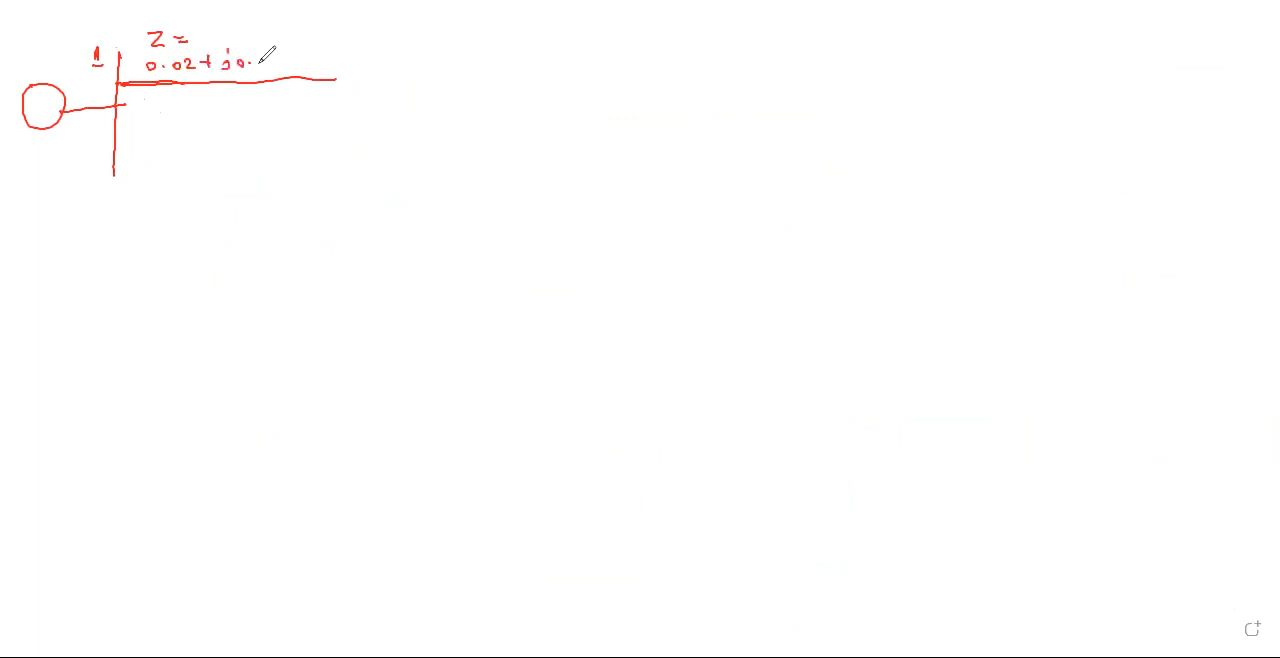 1
Z =
0.02 + j0.